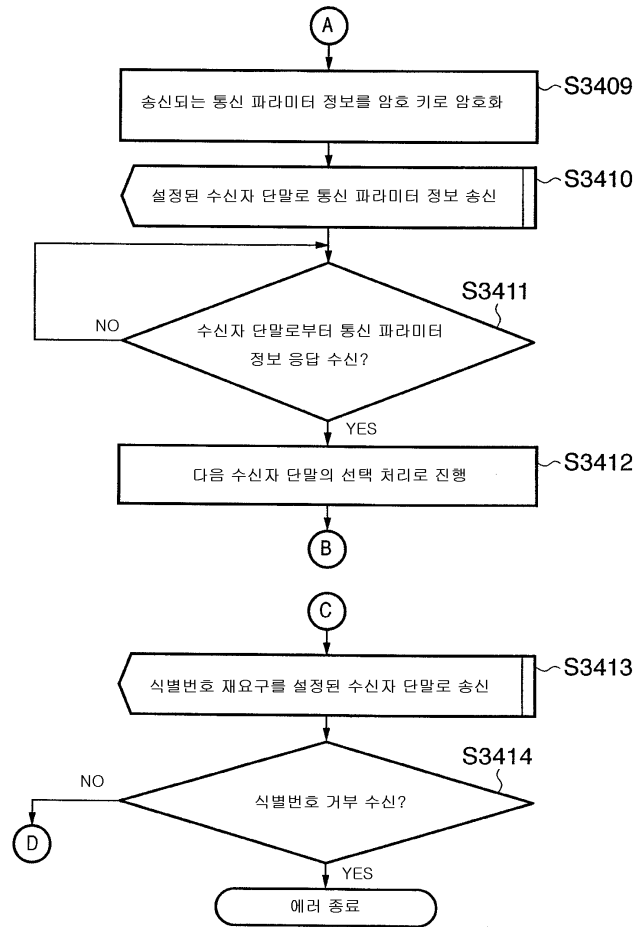 A
송신되는 통신 파라미터 정보를 암호 키로 암호화
S3409
설정된 수신자 단말로 통신 파라미터 정보 송신
S3410
S3411
수신자 단말로부터 통신 파라미터
정보 응답 수신?
NO
YES
다음 수신자 단말의 선택 처리로 진행
S3412
B
C
식별번호 재요구를 설정된 수신자 단말로 송신
S3413
S3414
식별번호 거부 수신?
NO
D
YES
에러 종료